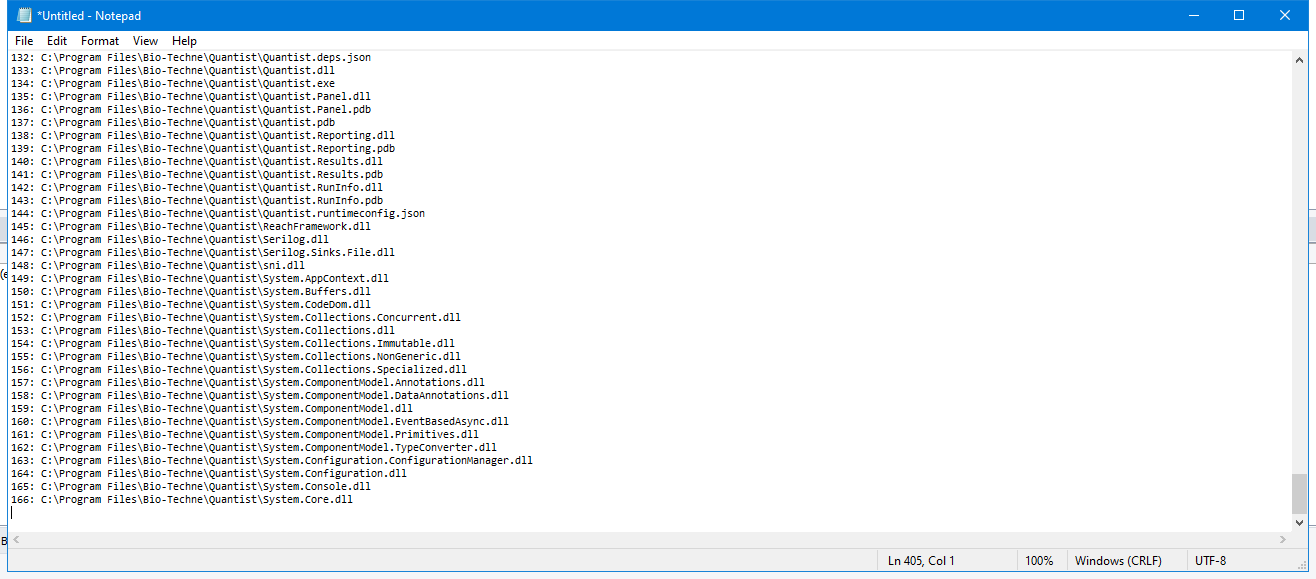 *Untitled - Notepad
File Edit Format View Help
132: C:\Program Files\Bio-Techne\Quantist\Quantist.deps.json
133: C:\Program Files\Bio-Techne\Quantist\Quantist.dll
134: C:\Program Files\Bio-Techne\Quantist\Quantist.exe
135: C:\Program Files\Bio-Techne\Quantist\Quantist.Panel.dll
136: C:\Program Files\Bio-Techne\Quantist\Quantist.Panel.pdb
137: C:\Program Files\Bio-Techne\Quantist\Quantist.pdb
138: C:\Program Files\Bio-Techne\Quantist\Quantist.Reporting.dll
139: C:\Program Files\Bio-Techne\Quantist\Quantist.Reporting.pdb
140: C:\Program Files\Bio-Techne\Quantist\Quantist.Results.dll
141: C:\Program Files\Bio-Techne\Quantist\Quantist.Results.pdb
142: C:\Program Files\Bio-Techne\Quantist\Quantist.RunInfo.dll
143: C:\Program Files\Bio-Techne\Quantist\Quantist.RunInfo.pdb
144: C:\Program Files\Bio-Techne\Quantist\Quantist.runtimeconfig.json
145: C:\Program Files\Bio-Techne\Quantist\ReachFramework.dll
146: C:\Program Files\Bio-Techne\Quantist\Serilog.dll
147: C:\Program Files\Bio-Techne\Quantist\Serilog.Sinks.File.dll
148: C:\Program Files\Bio-Techne\Quantist\sni.dll
149: C:\Program Files\Bio-Techne\Quantist\System.AppContext.dll
150: C:\Program Files\Bio-Techne\Quantist\System.Buffers.dll
151: C:\Program Files\Bio-Techne\Quantist\System.CodeDom.dll
152: C:\Program Files\Bio-Techne\Quantist\System.Collections.Concurrent.dll
153: C:\Program Files\Bio-Techne\Quantist\System.Collections.dll
154: C:\Program Files\Bio-Techne\Quantist\System.Collections.Immutable.dll
155: C:\Program Files\Bio-Techne\Quantist\System.Collections.NonGeneric.dll
156: C:\Program Files\Bio-Techne\Quantist\System.Collections.Specialized.dll
157: C:\Program Files\Bio-Techne\Quantist\System.ComponentModel.Annotations.dll
158: C:\Program Files\Bio-Techne\Quantist\System.ComponentModel.DataAnnotations.dll
159: C:\Program Files\Bio-Techne\Quantist\System.ComponentModel.dll
160: C:\Program Files\Bio-Techne\Quantist\System.ComponentModel.EventBasedAsync.dll
161: C:\Program Files\Bio-Techne\Quantist\System.ComponentModel.Primitives.dll
162: C:\Program Files\Bio-Techne\Quantist\System.ComponentModel.TypeConverter.dll
163: C:\Program Files\Bio-Techne\Quantist\System.Configuration.ConfigurationManager.dll
164: C:\Program Files\Bio-Techne\Quantist\System.Configuration.dll
165: C:\Program Files\Bio-Techne\Quantist\System.Console.dll
166: C:\Program Files\Bio-Techne\Quantist\System.Core.dll
Ln 405, Col 1 100% Windows (CRLF) UTF-8